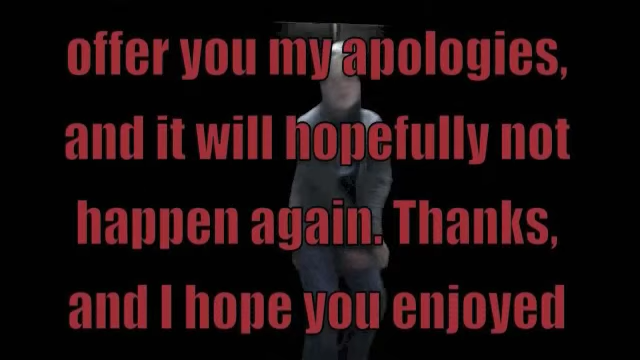 offer you my apologies,
and it will hopefully not
happen again. Thanks,
and I hope you enjoyed